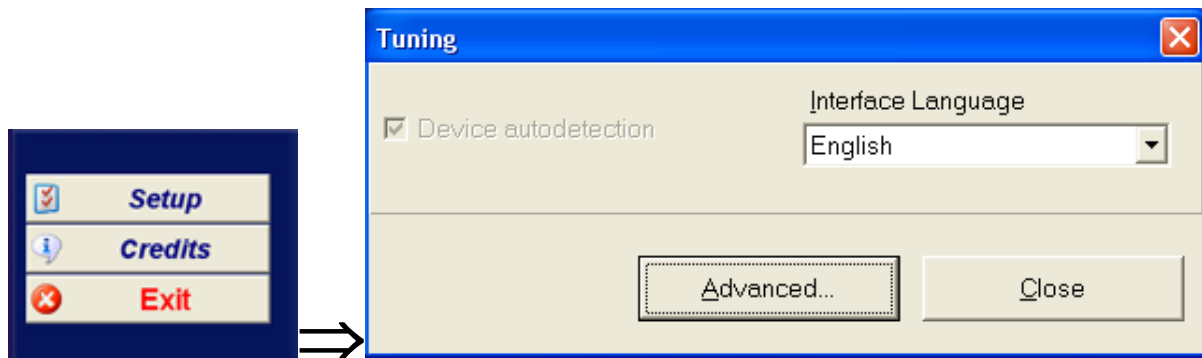 Setup
Credits
Exit
⇒
Tuning
Device autodetection
Interface Language
English
Advanced...
Close